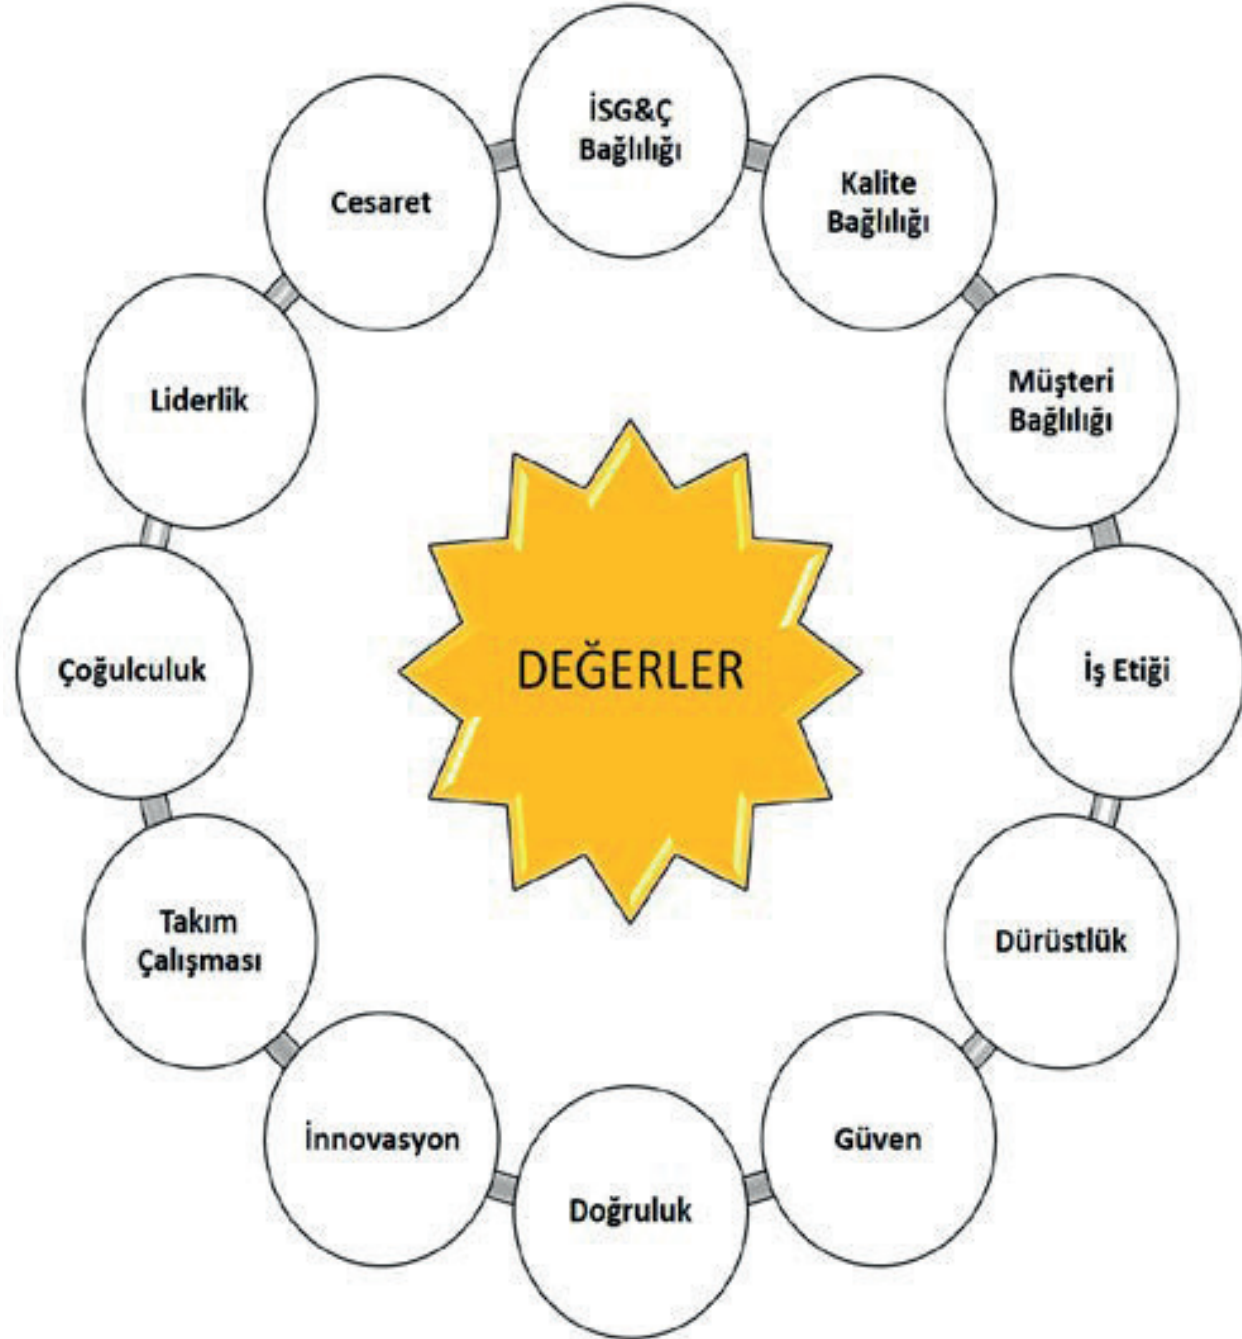 İSG&Ç
Bağlılığı
Kalite
Bağlılığı
Müşteri
Bağlılığı
İş Etiği
Dürüstlük
Güven
Doğruluk
İnnovasyon
Takım
Çalışması
Çoğulculuk
Liderlik
Cesaret
DEĞERLER